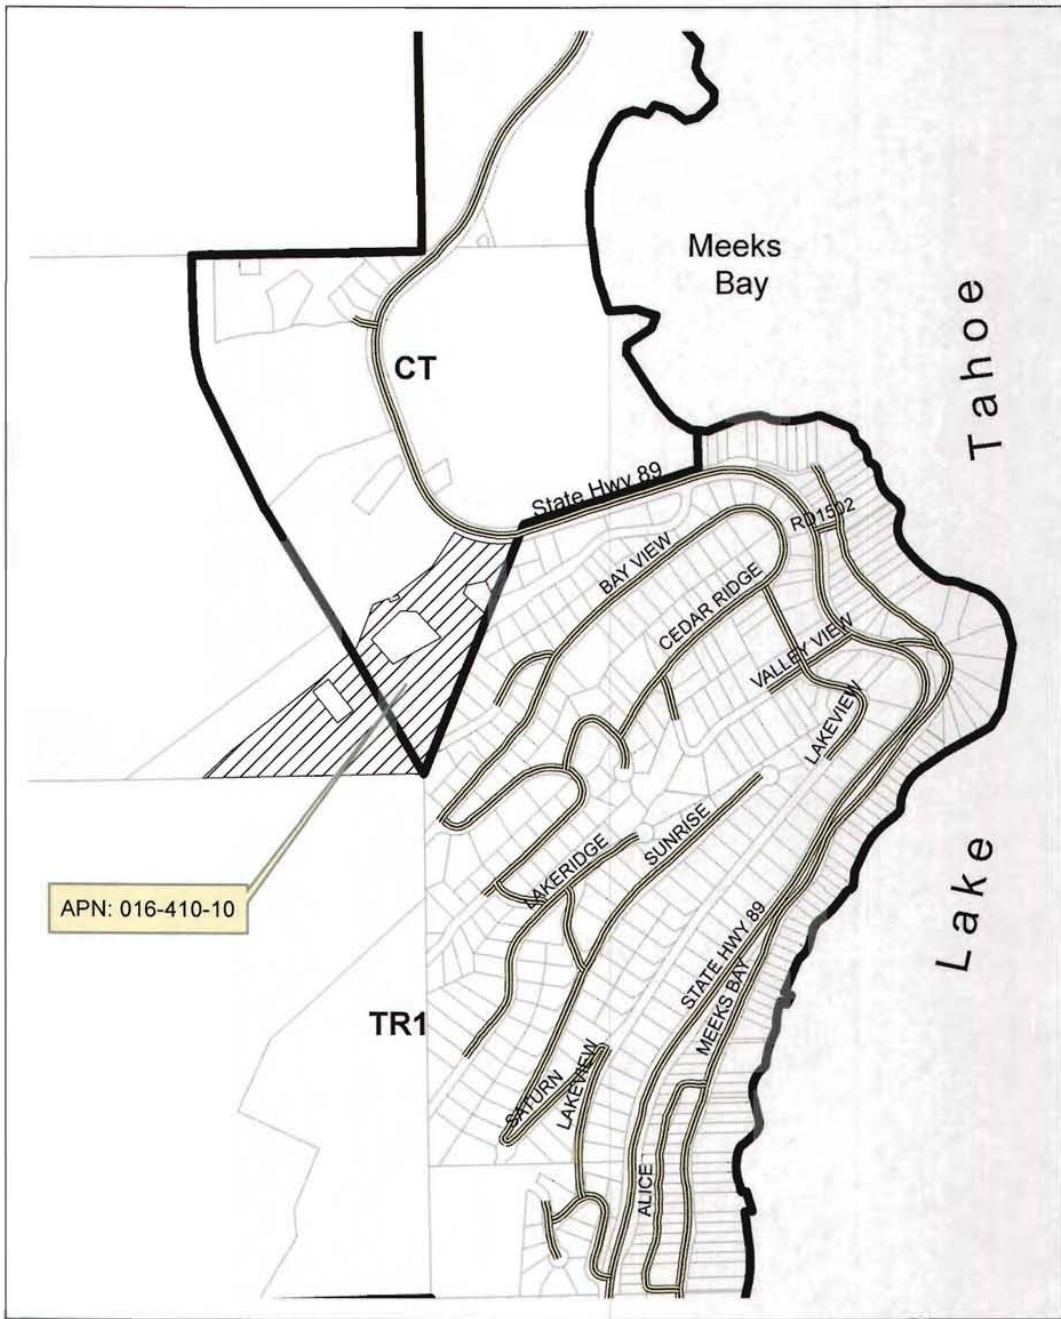 Meeks
Bay
Tahoe
CT
State Hwy 89
RD1502
BAY VIEW
CEDAR RIDGE
VALLEY VIEW
LAKEVIEW
SUNRISE
LAKERIDGE
APN: 016-410-10
Lake
STATE HWY 89
MEEKS BAY
TR1
SATURN
LAKEVIEW
ALICE